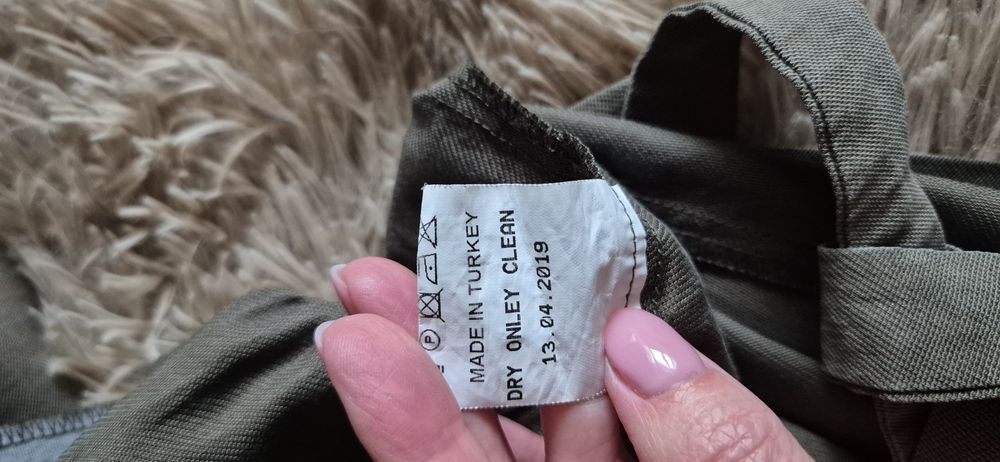 P
MADE IN TURKEY
DRY ONLEY CLEAN
13.04.2019